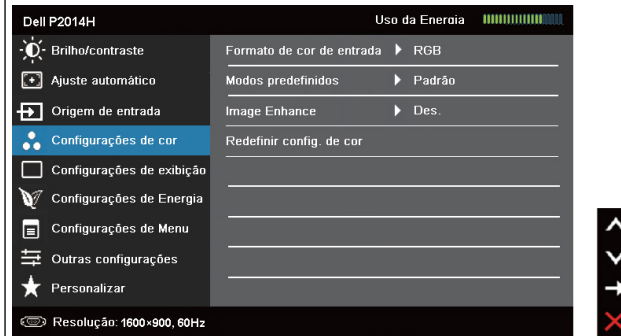 Dell P2014H Uso da Energia
Brilho/contraste
Ajuste automático
Origem de entrada
Configurações de cor
Configurações de exibição
Configurações de Energia
Configurações de Menu
Outras configurações
Personalizar
Formato de cor de entrada RGB
Modos predefinidos Padrão
Image Enhance Des.
Redefinir config. de cor
Resolução: 1600×900, 60Hz